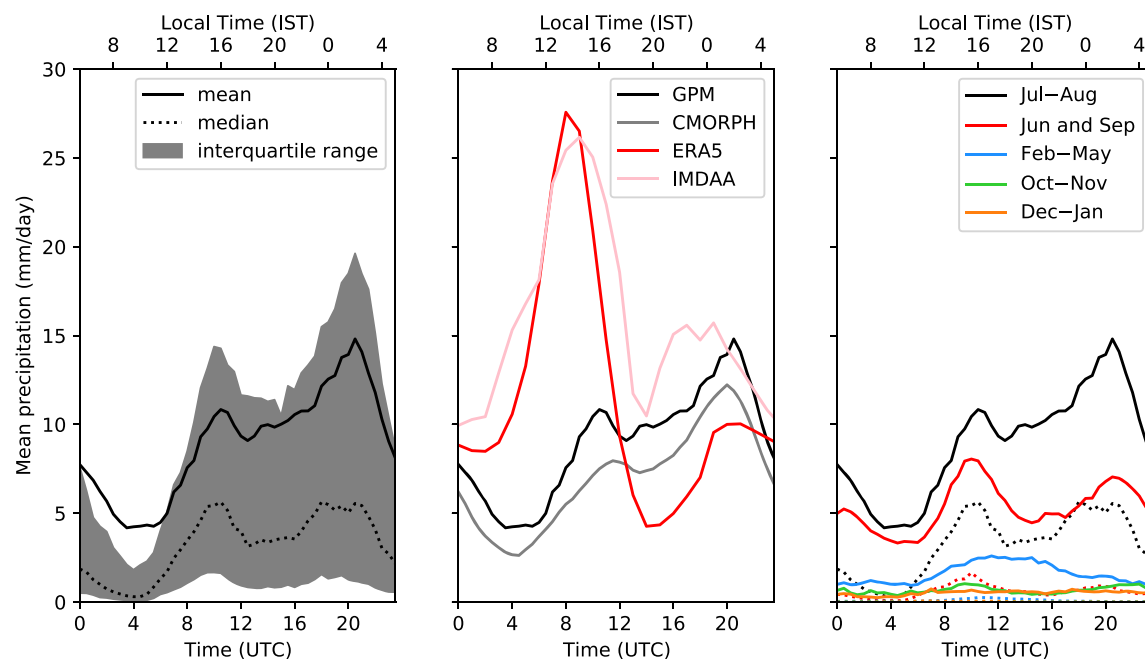 Local Time (IST)
8 12 16 20 0 4
Local Time (IST)
8 12 16 20 0 4
Local Time (IST)
8 12 16 20 0 4
Mean precipitation (mm/day)
30
25
20
15
10
5
0
mean
median
interquartile range
GPM
CMORPH
ERA5
IMDAA
Jul−Aug
Jun and Sep
Feb−May
Oct−Nov
Dec−Jan
0 4 8 12 16 20
Time (UTC)
0 4 8 12 16 20
Time (UTC)
0 4 8 12 16 20
Time (UTC)